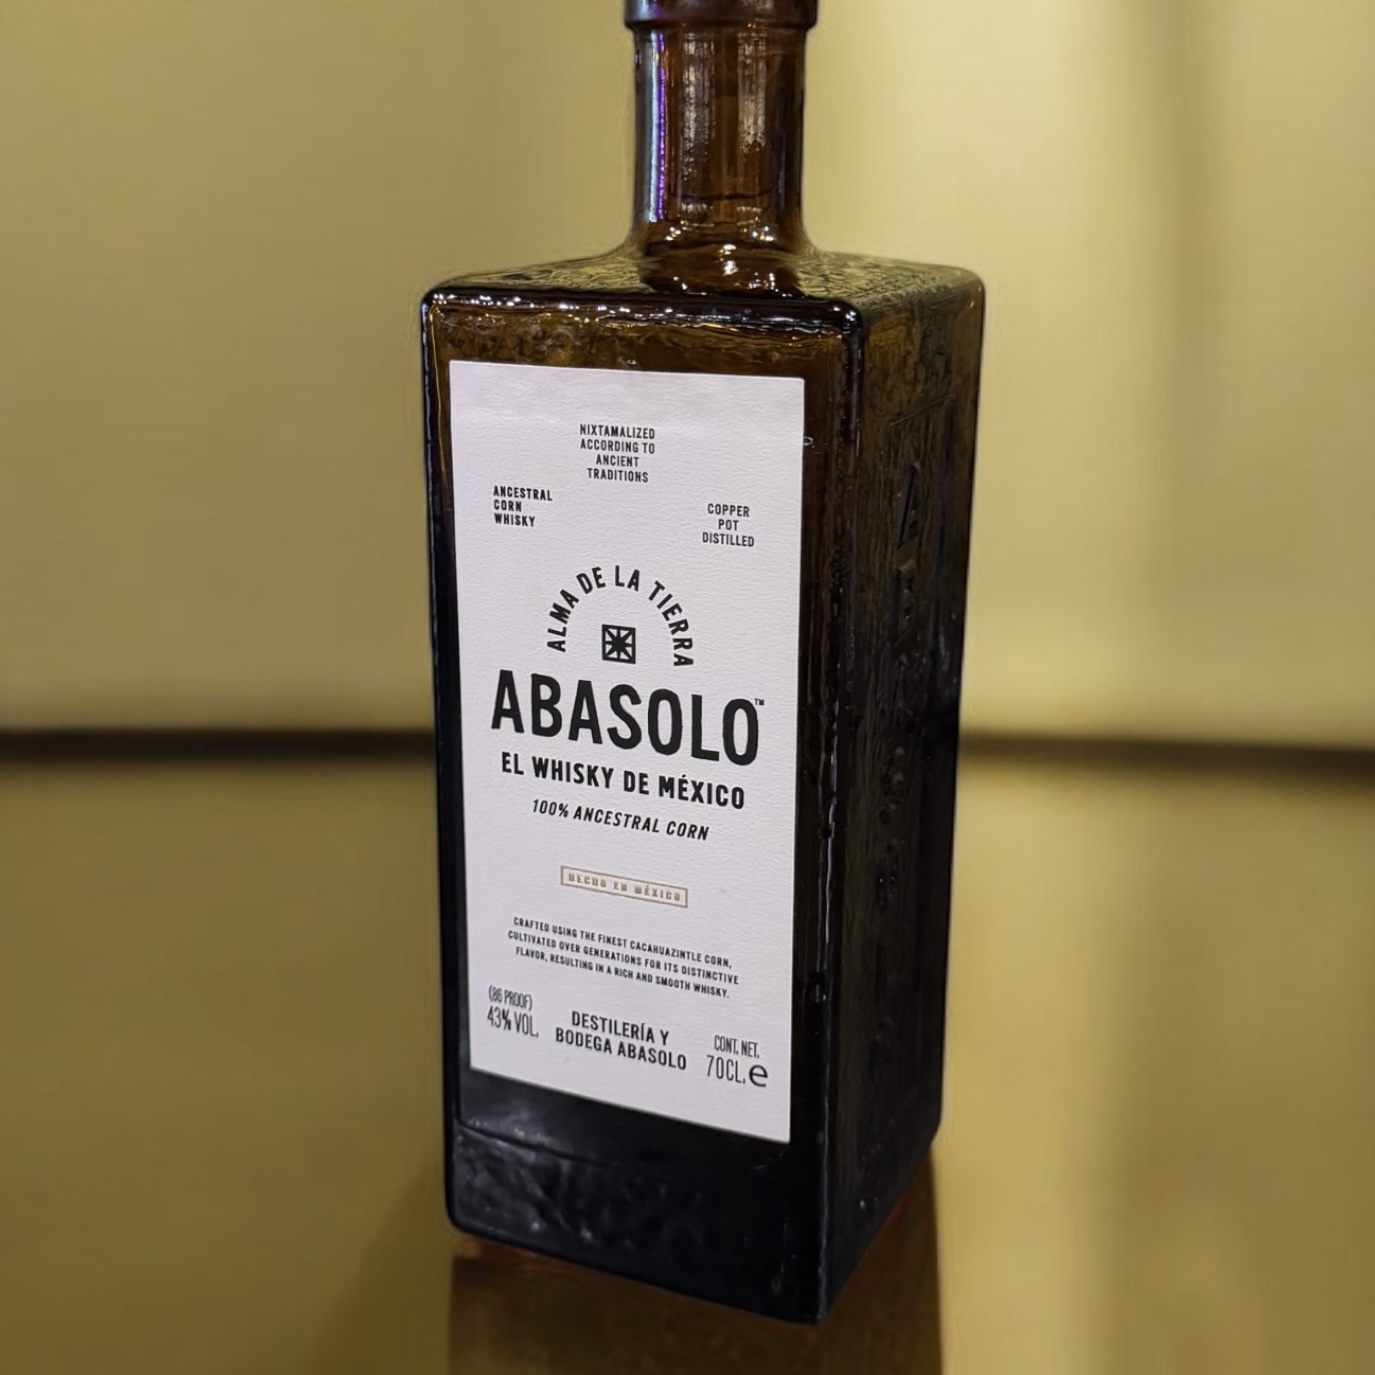 NIXTAMALIZED
ACCORDING TO
ANCIENT
TRADITIONS
ANCESTRAL
CORN
WHISKY
COPPER
POT
DISTILLED
ALMA DE LA TIERRA
ABASOLO™
EL WHISKY DE MÉXICO
100% ANCESTRAL CORN
HECHO EN MÉXICO
CRAFTED USING THE FINEST CACAHUAZINTLE CORN,
CULTIVATED OVER GENERATIONS FOR ITS DISTINCTIVE
FLAVOR, RESULTING IN A RICH AND SMOOTH WHISKY.
(86 PROOF)
43% VOL.
DESTILERÍA Y
BODEGA ABASOLO
CONT. NET.
70CL.℮